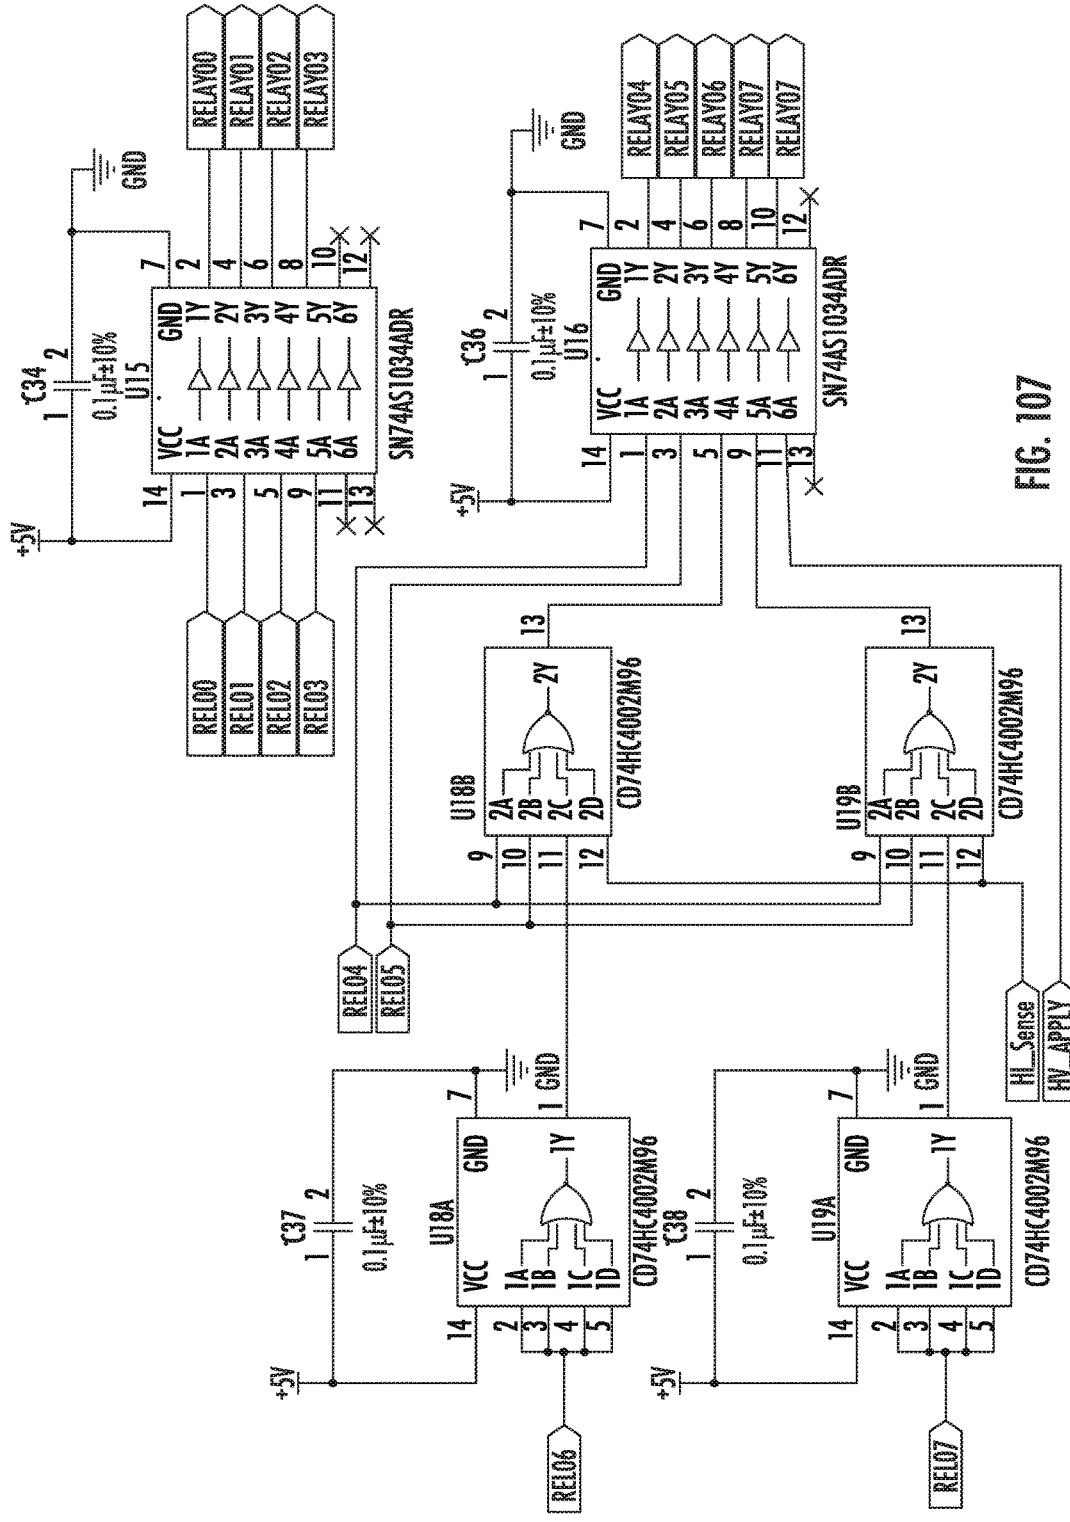 +5V
1
C34
2
0.1µF±10%
GND
U15
14
VCC
GND
7
REL00
1
1A
1Y
2
RELAY00
REL01
3
2A
2Y
4
RELAY01
REL02
5
3A
3Y
6
RELAY02
REL03
9
4A
4Y
8
RELAY03
11
5A
5Y
10
13
6A
6Y
12
SN74AS1034ADR
+5V
1
C36
2
0.1µF±10%
GND
U16
14
VCC
GND
7
1
1A
1Y
2
RELAY04
3
2A
2Y
4
RELAY05
5
3A
3Y
6
RELAY06
9
4A
4Y
8
RELAY07
11
5A
5Y
10
RELAY07
13
6A
6Y
12
SN74AS1034ADR
REL04
REL05
U18B
9
2A
10
2B
11
2C
12
2D
2Y
13
CD74HC4002M96
U19B
9
2A
10
2B
11
2C
12
2D
2Y
13
CD74HC4002M96
+5V
1
C37
2
0.1µF±10%
U18A
14
VCC
GND
7
GND
REL06
2
1A
3
1B
4
1C
5
1D
1Y
1
CD74HC4002M96
+5V
1
C38
2
0.1µF±10%
U19A
14
VCC
GND
7
GND
REL07
2
1A
3
1B
4
1C
5
1D
1Y
1
CD74HC4002M96
HI_Sense
HV_APPLY
FIG. 107